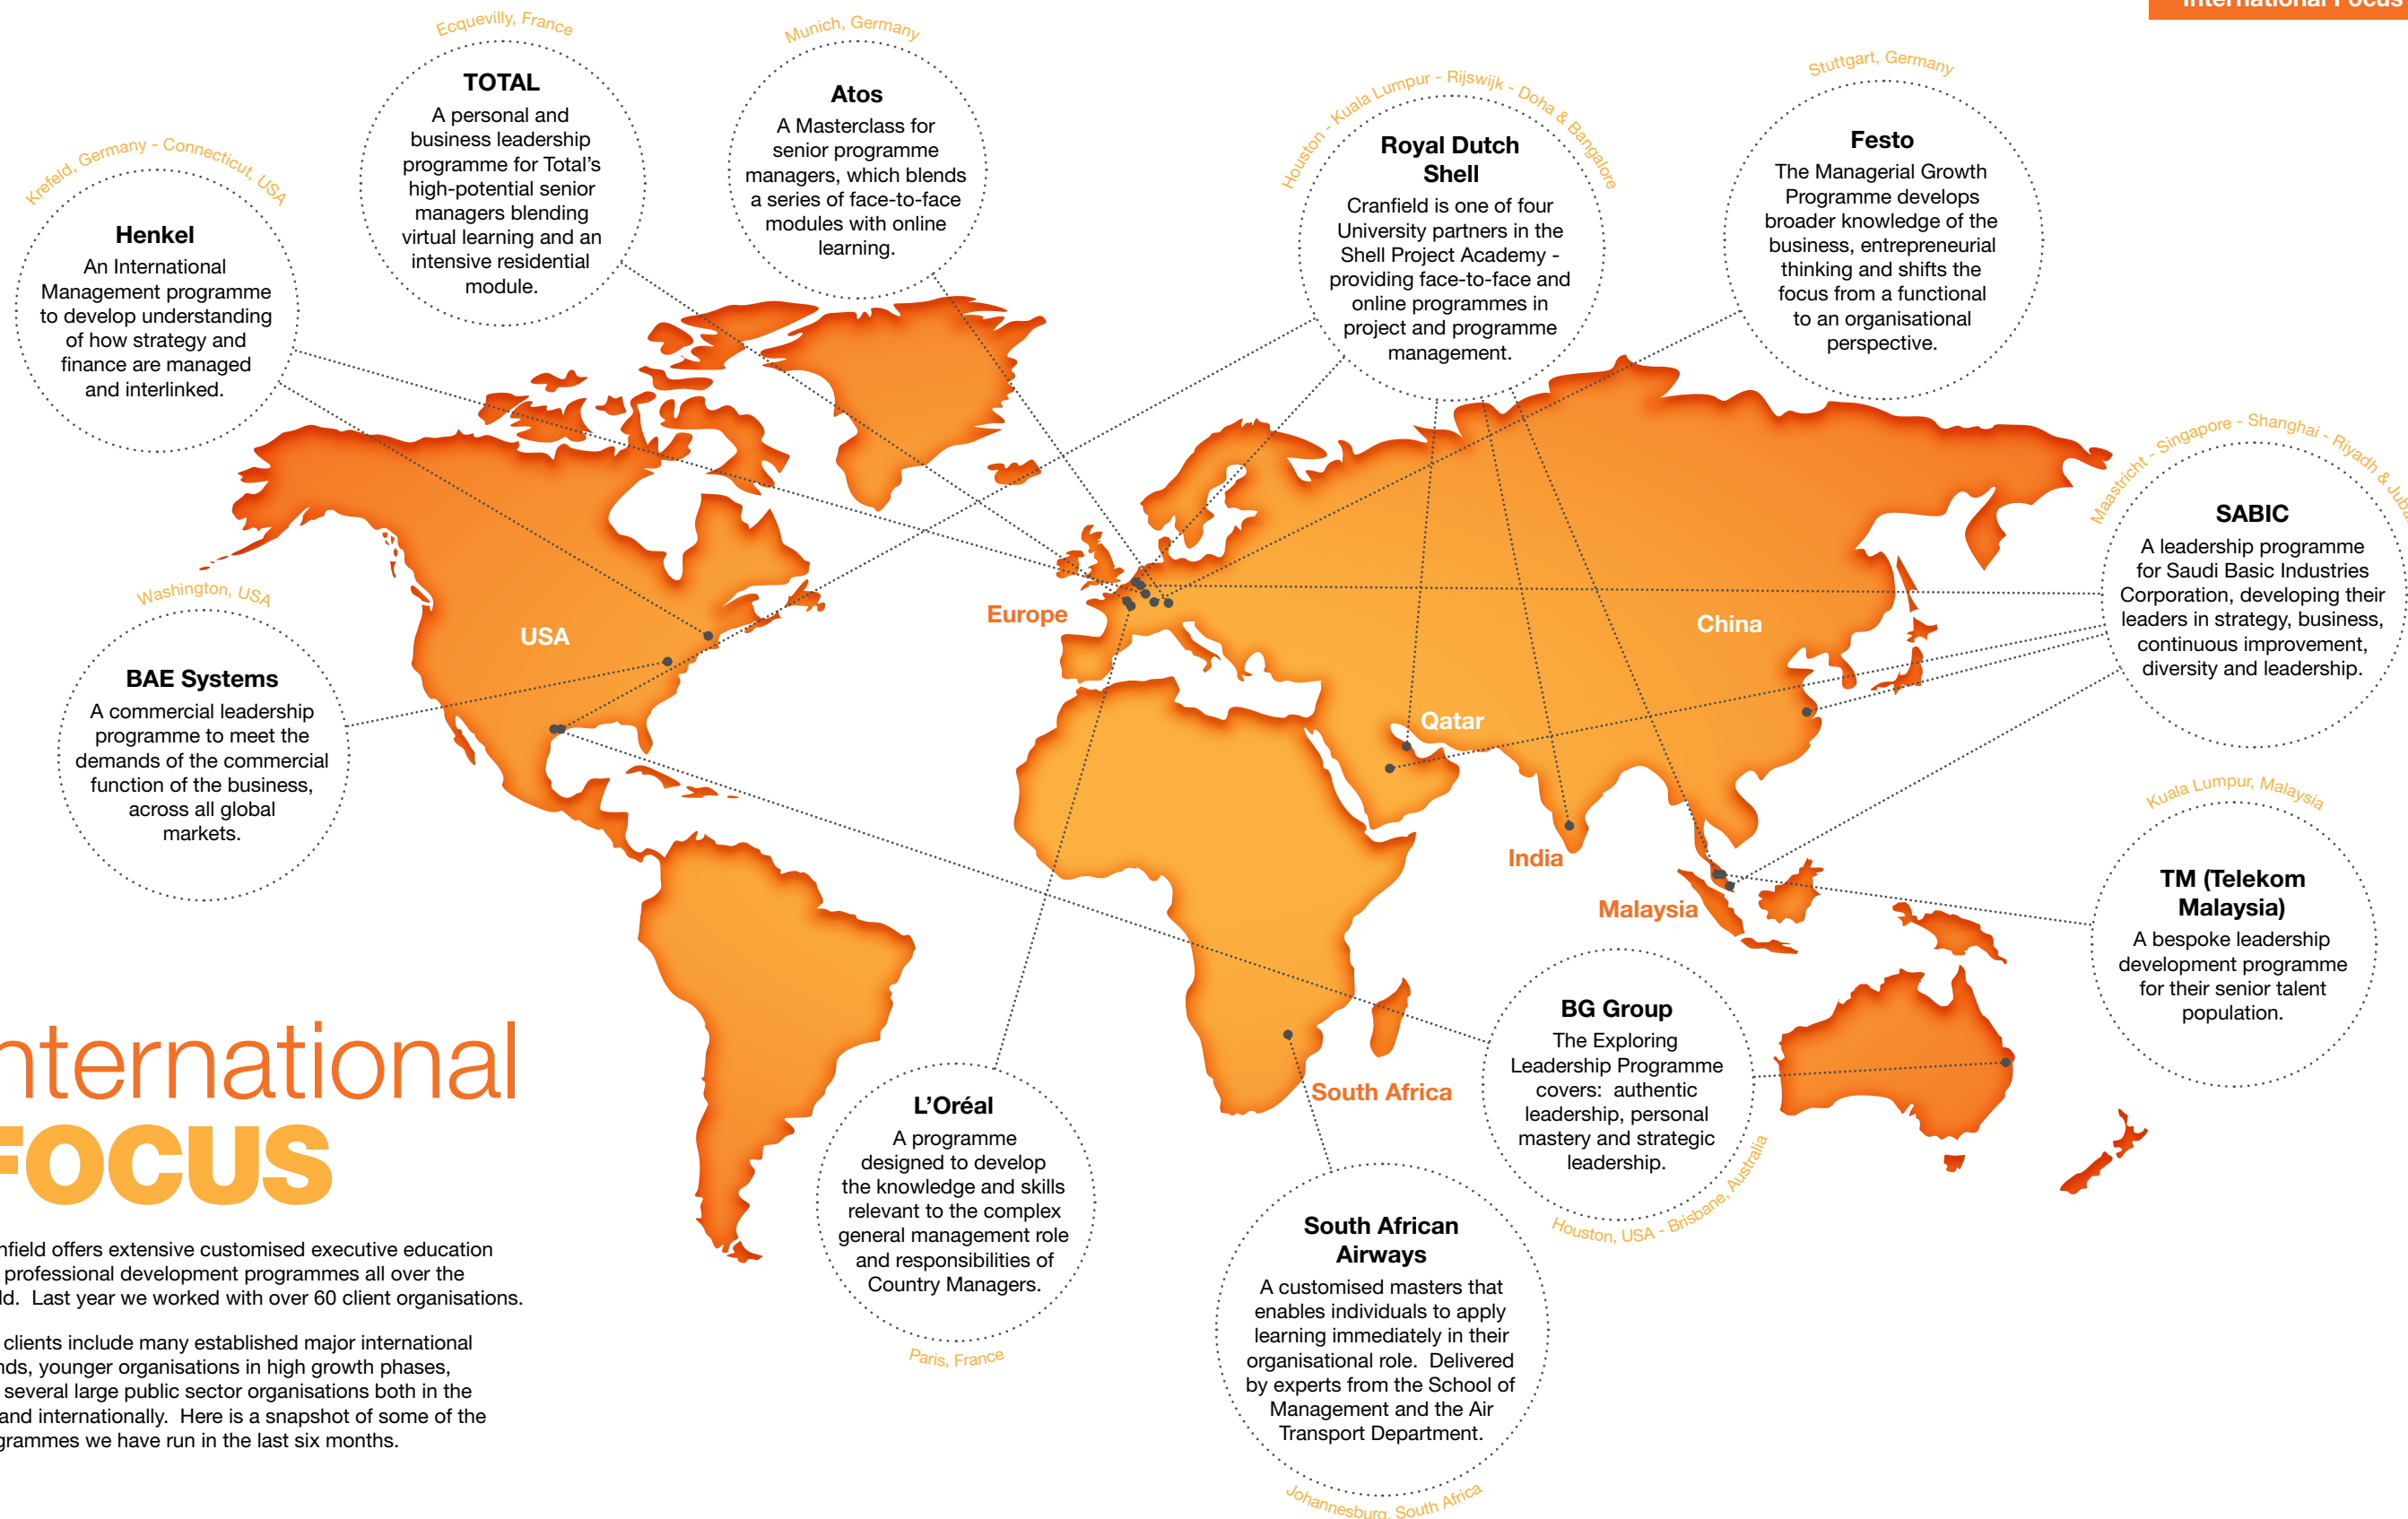 International Focus
Ecquevilly, France
TOTAL
A personal and
business leadership
programme for Total's
high-potential senior
managers blending
virtual learning and an
intensive residential
module.
Munich, Germany
Atos
A Masterclass for
senior programme
managers, which blends
a series of face-to-face
modules with online
learning.
Houston - Kuala Lumpur - Rijswijk - Doha & Bangalore
Royal Dutch
Shell
Cranfield is one of four
University partners in the
Shell Project Academy -
providing face-to-face and
online programmes in
project and programme
management.
Stuttgart, Germany
Festo
The Managerial Growth
Programme develops
broader knowledge of the
business, entrepreneurial
thinking and shifts the
focus from a functional
to an organisational
perspective.
Krefeld, Germany - Connecticut, USA
Henkel
An International
Management programme
to develop understanding
of how strategy and
finance are managed
and interlinked.
Maastricht - Singapore - Shanghai - Riyadh &
SABIC
A leadership programme
for Saudi Basic Industries
Corporation, developing their
leaders in strategy, business,
continuous improvement,
diversity and leadership.
Washington, USA
BAE Systems
A commercial leadership
programme to meet the
demands of the commercial
function of the business,
across all global
markets.
USA
Europe
China
Qatar
India
Malaysia
South Africa
Kuala Lumpur, Malaysia
TM (Telekom
Malaysia)
A bespoke leadership
development programme
for their senior talent
population.
BG Group
The Exploring
Leadership Programme
covers:  authentic
leadership, personal
mastery and strategic
leadership.
Houston, USA - Brisbane, Australia
L'Oréal
A programme
designed to develop
the knowledge and skills
relevant to the complex
general management role
and responsibilities of
Country Managers.
Paris, France
South African
Airways
A customised masters that
enables individuals to apply
learning immediately in their
organisational role.  Delivered
by experts from the School of
Management and the Air
Transport Department.
Johannesburg, South Africa
nternational
FOCUS
nfield offers extensive customised executive education
professional development programmes all over the
ld.  Last year we worked with over 60 client organisations.
clients include many established major international
nds, younger organisations in high growth phases,
several large public sector organisations both in the
and internationally.  Here is a snapshot of some of the
grammes we have run in the last six months.